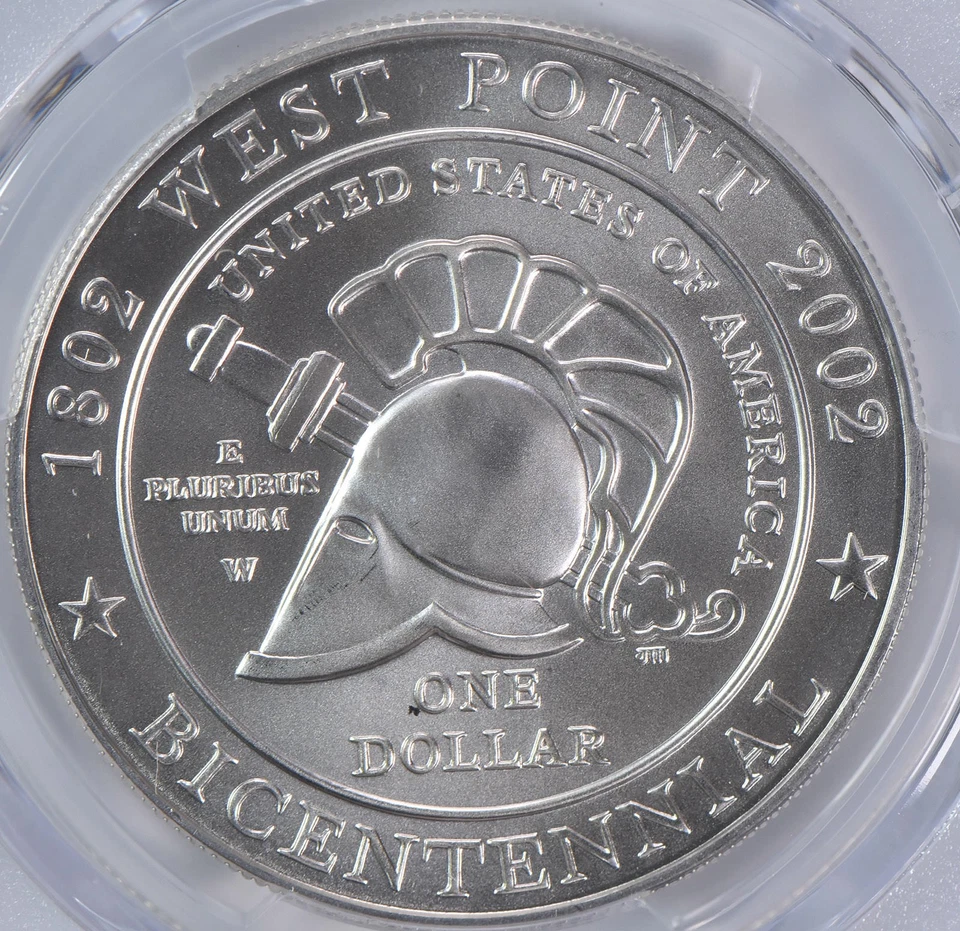 1802 WEST POINT 2002
UNITED STATES OF AMERICA
E
PLURIBUS
UNUM
W
ONE
DOLLAR
BICENTENNIAL